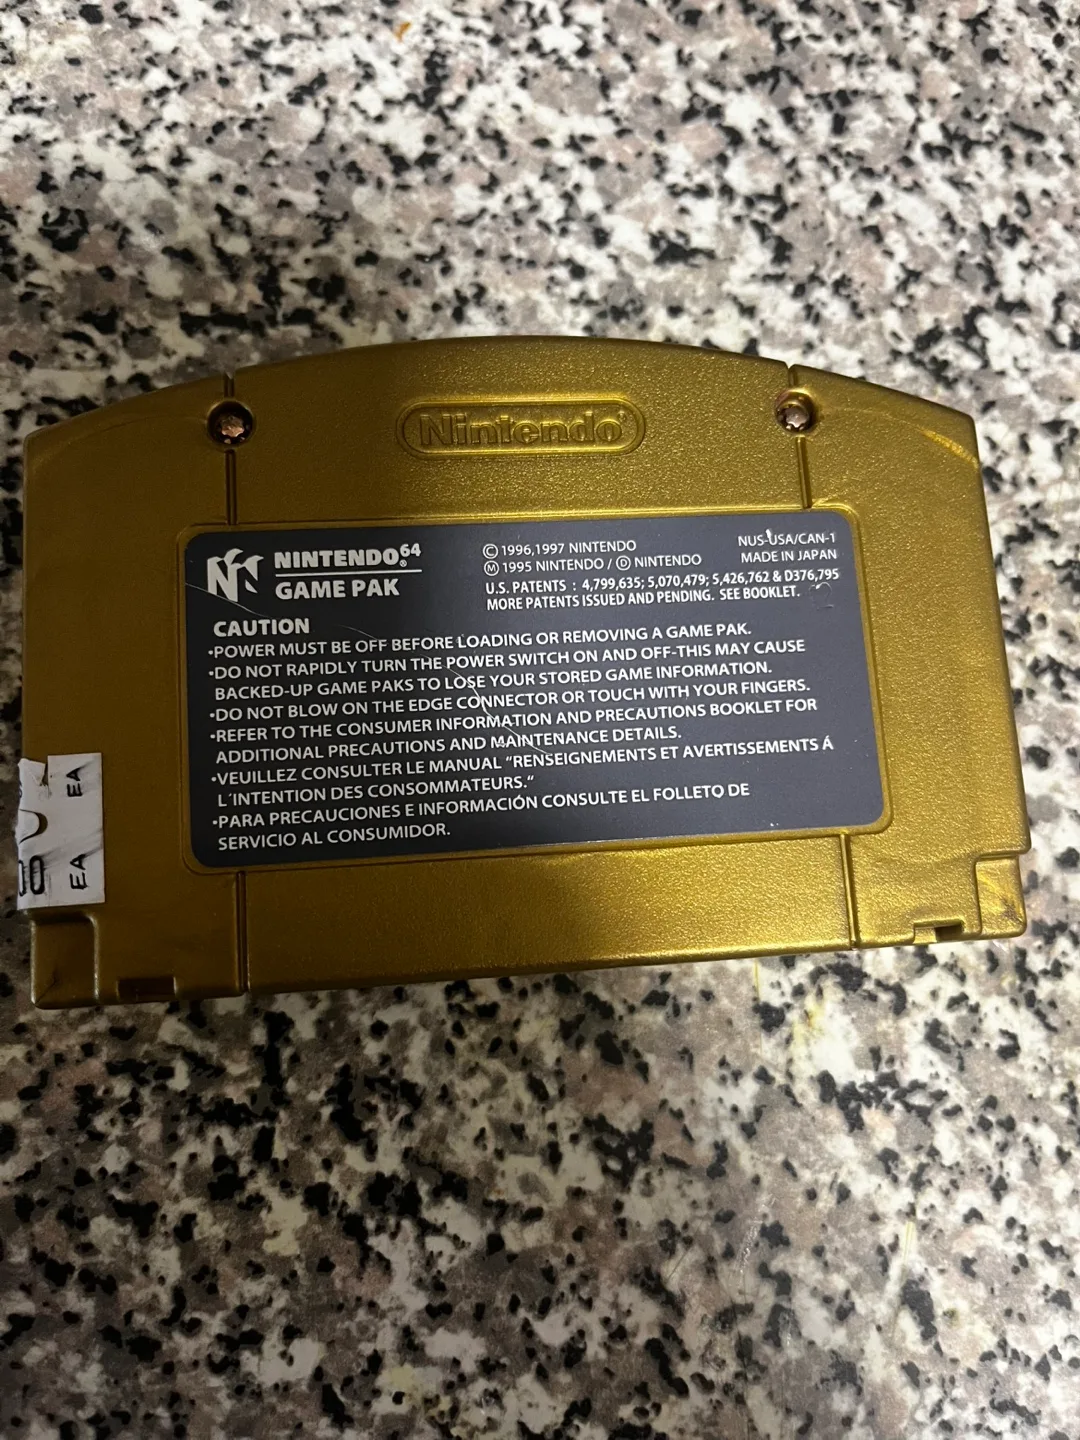 Nintendo
NINTENDO64®
GAME PAK
© 1996,1997 NINTENDO
Ⓜ 1995 NINTENDO / Ⓓ NINTENDO
U.S. PATENTS : 4,799,635; 5,070,479; 5,426,762 & D376,795
MORE PATENTS ISSUED AND PENDING. SEE BOOKLET.
NUS-USA/CAN-1
MADE IN JAPAN
CAUTION
•POWER MUST BE OFF BEFORE LOADING OR REMOVING A GAME PAK.
•DO NOT RAPIDLY TURN THE POWER SWITCH ON AND OFF-THIS MAY CAUSE
BACKED-UP GAME PAKS TO LOSE YOUR STORED GAME INFORMATION.
•DO NOT BLOW ON THE EDGE CONNECTOR OR TOUCH WITH YOUR FINGERS.
•REFER TO THE CONSUMER INFORMATION AND PRECAUTIONS BOOKLET FOR
ADDITIONAL PRECAUTIONS AND MAINTENANCE DETAILS.
•VEUILLEZ CONSULTER LE MANUAL "RENSEIGNEMENTS ET AVERTISSEMENTS Á
L'INTENTION DES CONSOMMATEURS."
•PARA PRECAUCIONES E INFORMACIÓN CONSULTE EL FOLLETO DE
SERVICIO AL CONSUMIDOR.
EA
EA